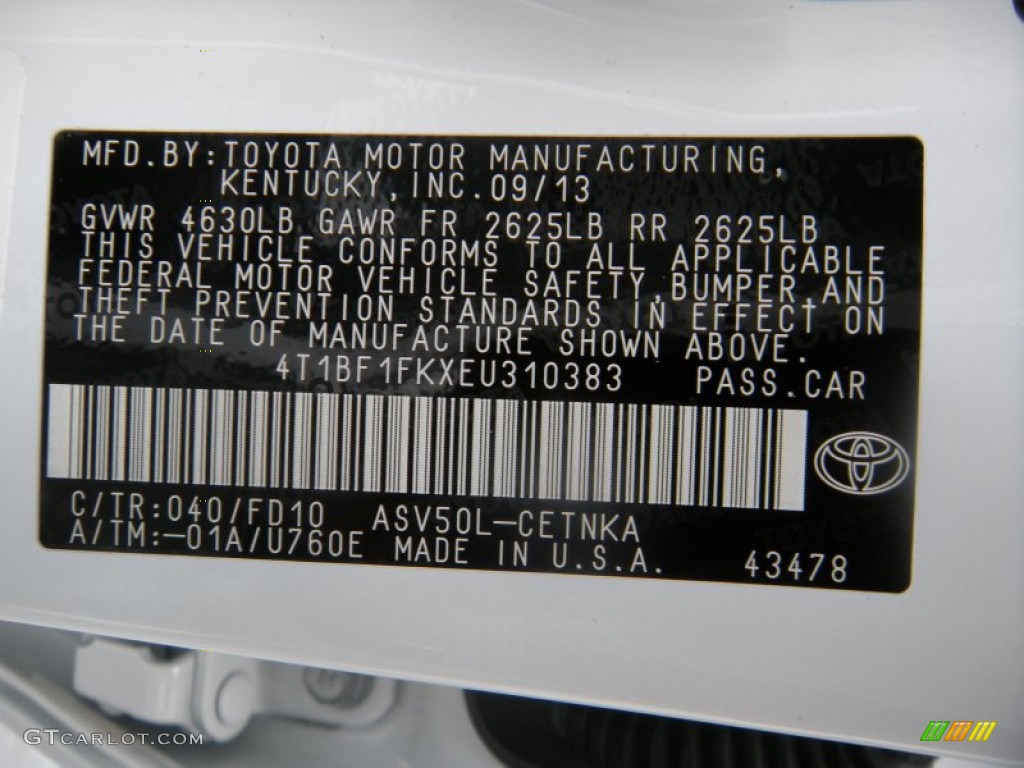 MFD.BY:TOYOTA MOTOR MANUFACTURING,
KENTUCKY,INC.09/13
GVWR 4630LB GAWR FR 2625LB RR 2625LB
THIS VEHICLE CONFORMS TO ALL APPLICABLE
FEDERAL MOTOR VEHICLE SAFETY,BUMPER,AND
THEFT PREVENTION STANDARDS IN EFFECT ON
THE DATE OF MANUFACTURE SHOWN ABOVE.
4T1BF1FKXEU310383 PASS.CAR
C/TR:040/FD10 ASV50L-CETNKA
A/TM:-01A/U760E MADE IN U.S.A. 43478
GTCARLOT.COM